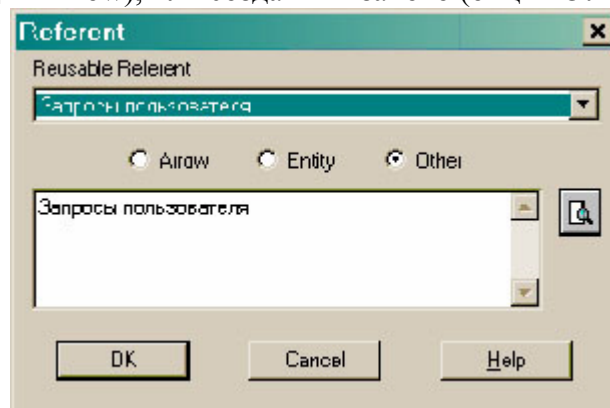 Referent
Reusable Referent
Запросы пользователя
Arrow Entity Other
Запросы пользователя
OK Cancel Help